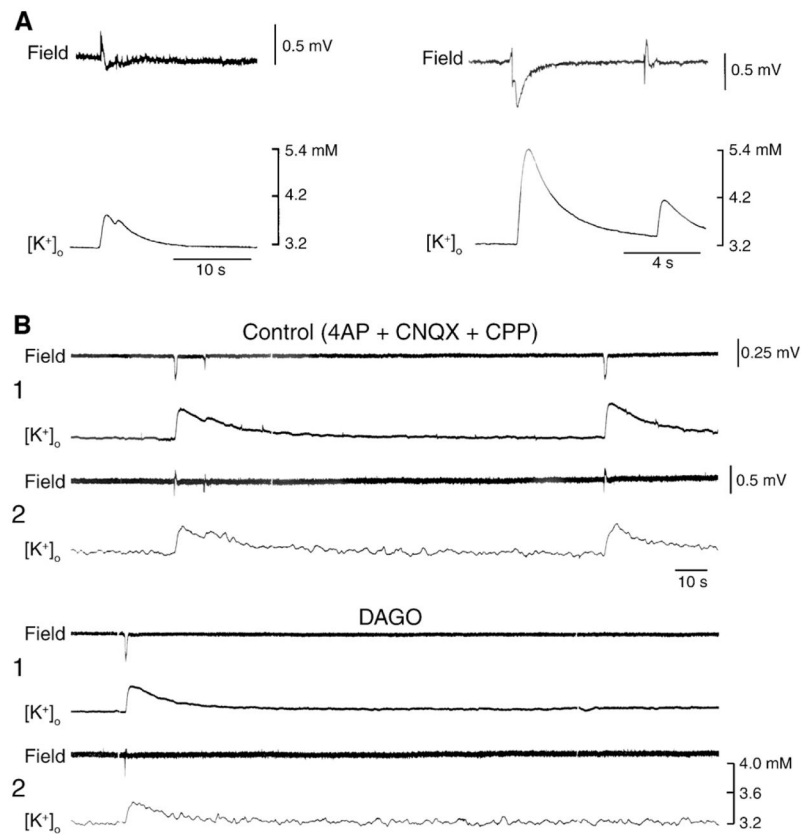 A
Field
0.5 mV
Field
0.5 mV
5.4 mM
4.2
3.2
[K+]o
10 s
5.4 mM
4.2
3.2
[K+]o
4 s
B
Control (4AP + CNQX + CPP)
Field
0.25 mV
1
[K+]o
Field
0.5 mV
2
[K+]o
10 s
DAGO
Field
1
[K+]o
Field
4.0 mM
3.6
3.2
2
[K+]o